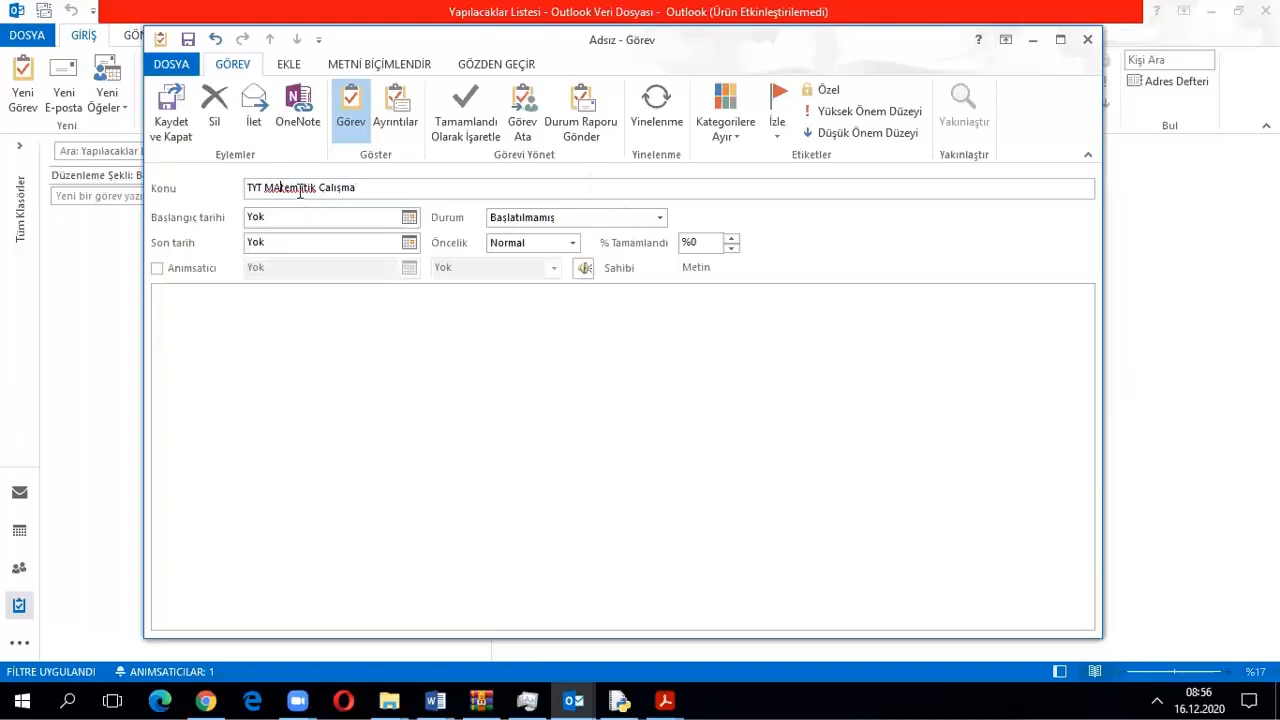 Yapılacaklar Listesi - Outlook Veri Dosyası - Outlook (Ürün Etkinleştirilemedi)
DOSYA GİRİŞ GÖN
Adsız - Görev
DOSYA GÖREV EKLE METNİ BİÇİMLENDİR GÖZDEN GEÇİR
Yeni Görev
Yeni E-posta
Yeni Öğeler
Yeni
Kaydet ve Kapat
Sil
İlet
OneNote
Eylemler
Görev
Ayrıntılar
Göster
Tamamlandı Olarak İşaretle
Görev Ata
Durum Raporu Gönder
Görevi Yönet
Yinelenme
Yinelenme
Kategorilere Ayır
İzle
Özel
Yüksek Önem Düzeyi
Düşük Önem Düzeyi
Etiketler
Yakınlaştır
Yakınlaştır
Kişi Ara
Adres Defteri
Bul
Tüm Klasörler
Ara: Yapılacaklar L
Düzenleme Şekli: B
Yeni bir görev yazı
Konu TYT MAtematik Calışma
Başlangıç tarihi Yok Durum Başlatılmamış
Son tarih Yok Öncelik Normal % Tamamlandı %0
Anımsatıcı Yok Yok Sahibi Metin
FİLTRE UYGULANDI ANIMSATICILAR: 1 %17
08:56
16.12.2020